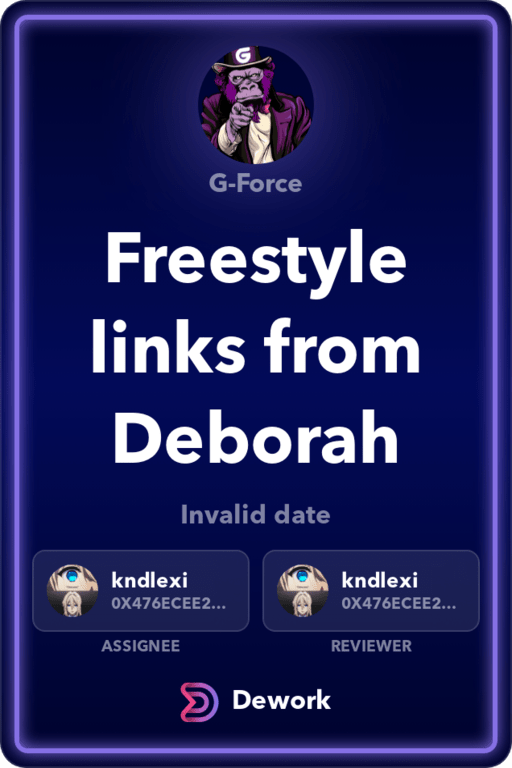 G
G-Force
Freestyle
links from
Deborah
Invalid date
kndlexi
0X476ECEE2...
ASSIGNEE
kndlexi
0X476ECEE2...
REVIEWER
Dework